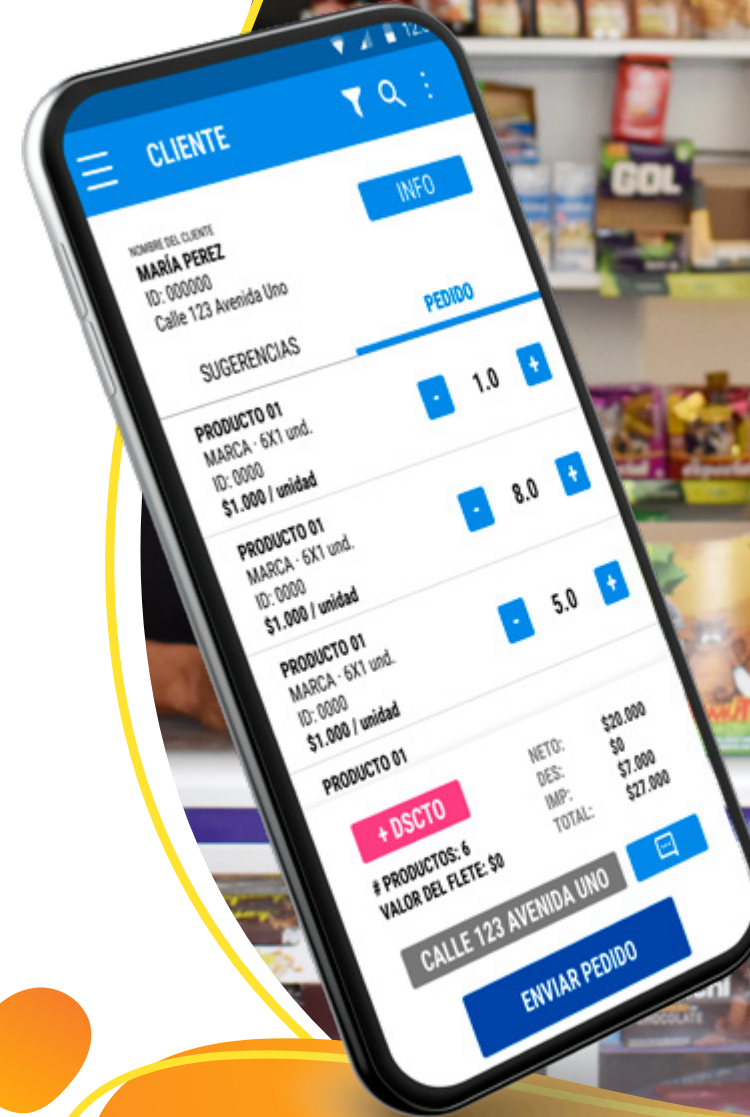 12:
CLIENTE
INFO
NOMBRE DEL CLIENTE
MARÍA PEREZ
ID: 000000
Calle 123 Avenida Uno
SUGERENCIAS
PEDIDO
PRODUCTO 01
MARCA · 6X1 und.
ID: 0000
$1.000 / unidad
- 1.0 +
PRODUCTO 01
MARCA · 6X1 und.
ID: 0000
$1.000 / unidad
- 8.0 +
PRODUCTO 01
MARCA · 6X1 und.
ID: 0000
$1.000 / unidad
- 5.0 +
PRODUCTO 01
+ DSCTO
# PRODUCTOS: 6
VALOR DEL FLETE: $0
NETO: $20.000
DES: $0
IMP: $7.000
TOTAL: $27.000
CALLE 123 AVENIDA UNO
ENVIAR PEDIDO
GOL
CHOCOLATE